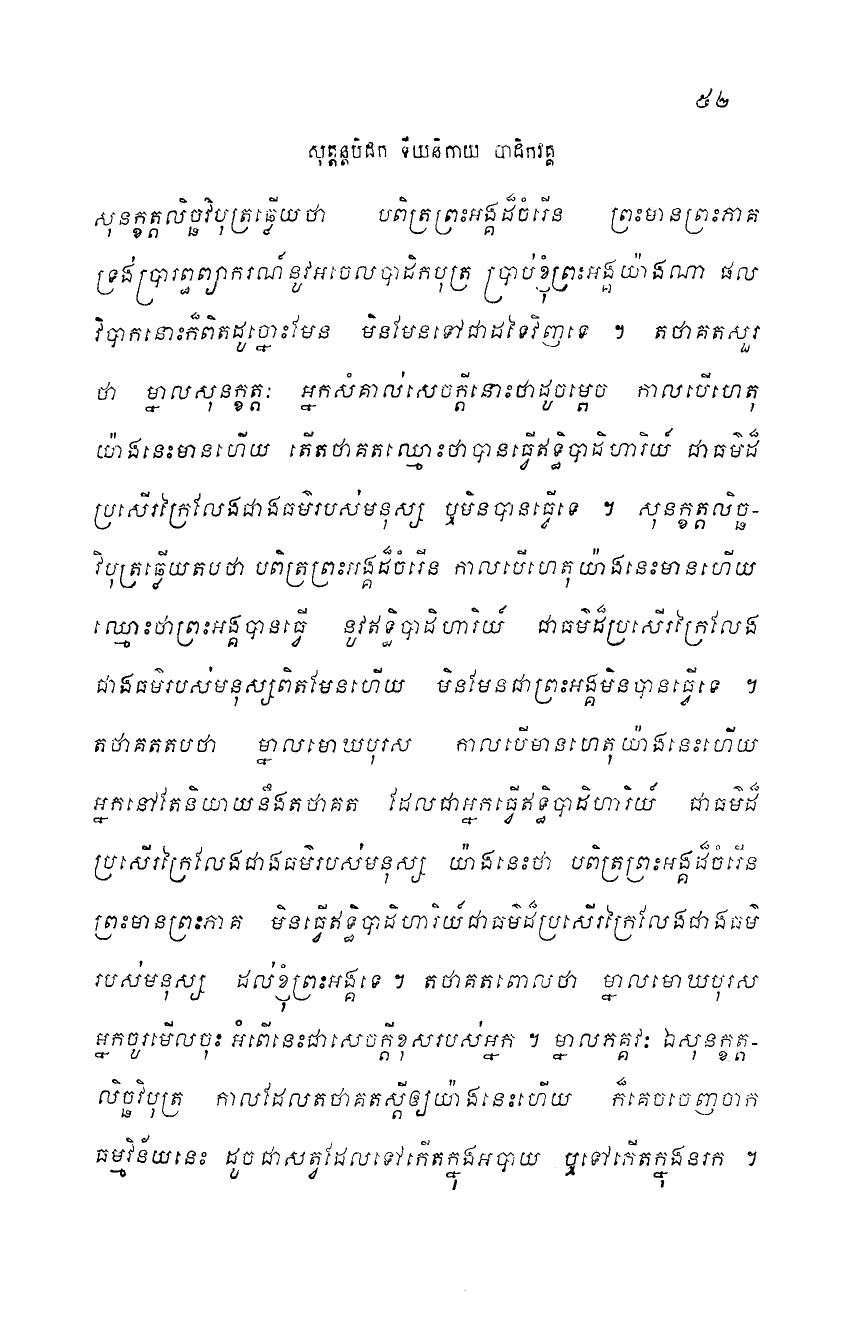 ៥២
សុត្តន្តបិដក ទីឃនិកាយ បាដិកវគ្គ
សុនក្ខត្តលិច្ឆវិបុត្រឆ្លើយថា បពិត្រព្រះអង្គដ៏ចំរើន ព្រះមានព្រះភាគ
ទ្រង់ប្រារព្ធព្យាករណ៍នូវអចេលបាដិកបុត្រ ប្រាប់ខ្ញុំព្រះអង្គយ៉ាងណា ផល
វិបាកនោះក៏ពិតដូច្នោះមែន មិនមែនទៅជាដទៃវិញទេ ។ តថាគតសួរ
ថា ម្នាលសុនក្ខត្តៈ អ្នកសំគាល់សេចក្តីនោះថាដូចម្តេច កាលបើហេតុ
យ៉ាងនេះមានហើយ តើតថាគតឈ្មោះថាបានធ្វើឥទ្ធិបាដិហារិយ៍ ជាធម៌ដ៏
ប្រសើរក្រៃលែងជាងធម៌របស់មនុស្ស ឬមិនបានធ្វើទេ ។ សុនក្ខត្តលិច្ឆ-
វិបុត្រឆ្លើយតបថា បពិត្រព្រះអង្គដ៏ចំរើន កាលបើហេតុយ៉ាងនេះមានហើយ
ឈ្មោះថាព្រះអង្គបានធ្វើ នូវឥទ្ធិបាដិហារិយ៍ ជាធម៌ដ៏ប្រសើរក្រៃលែង
ជាងធម៌របស់មនុស្សពិតមែនហើយ មិនមែនជាព្រះអង្គមិនបានធ្វើទេ ។
តថាគតតបថា ម្នាលមោឃបុរស កាលបើមានហេតុយ៉ាងនេះហើយ
អ្នកនៅតែនិយាយនឹងតថាគត ដែលជាអ្នកធ្វើឥទ្ធិបាដិហារិយ៍ ជាធម៌ដ៏
ប្រសើរក្រៃលែងជាងធម៌របស់មនុស្ស យ៉ាងនេះថា បពិត្រព្រះអង្គដ៏ចំរើន
ព្រះមានព្រះភាគ មិនធ្វើឥទ្ធិបាដិហារិយ៍ជាធម៌ដ៏ប្រសើរក្រៃលែងជាងធម៌
របស់មនុស្ស ដល់ខ្ញុំព្រះអង្គទេ ។ តថាគតពោលថា ម្នាលមោឃបុរស
អ្នកចូរមើលចុះ អំពើនេះជាសេចក្តីខុសរបស់អ្នក ។ ម្នាលភគ្គវៈ ឯសុនក្ខត្ត-
លិច្ឆវិបុត្រ កាលដែលតថាគតស្តីឲ្យយ៉ាងនេះហើយ ក៏គេចចេញចាក
ធម្មវិន័យនេះ ដូចជាសត្វដែលទៅកើតក្នុងអបាយ ឬទៅកើតក្នុងនរក ។